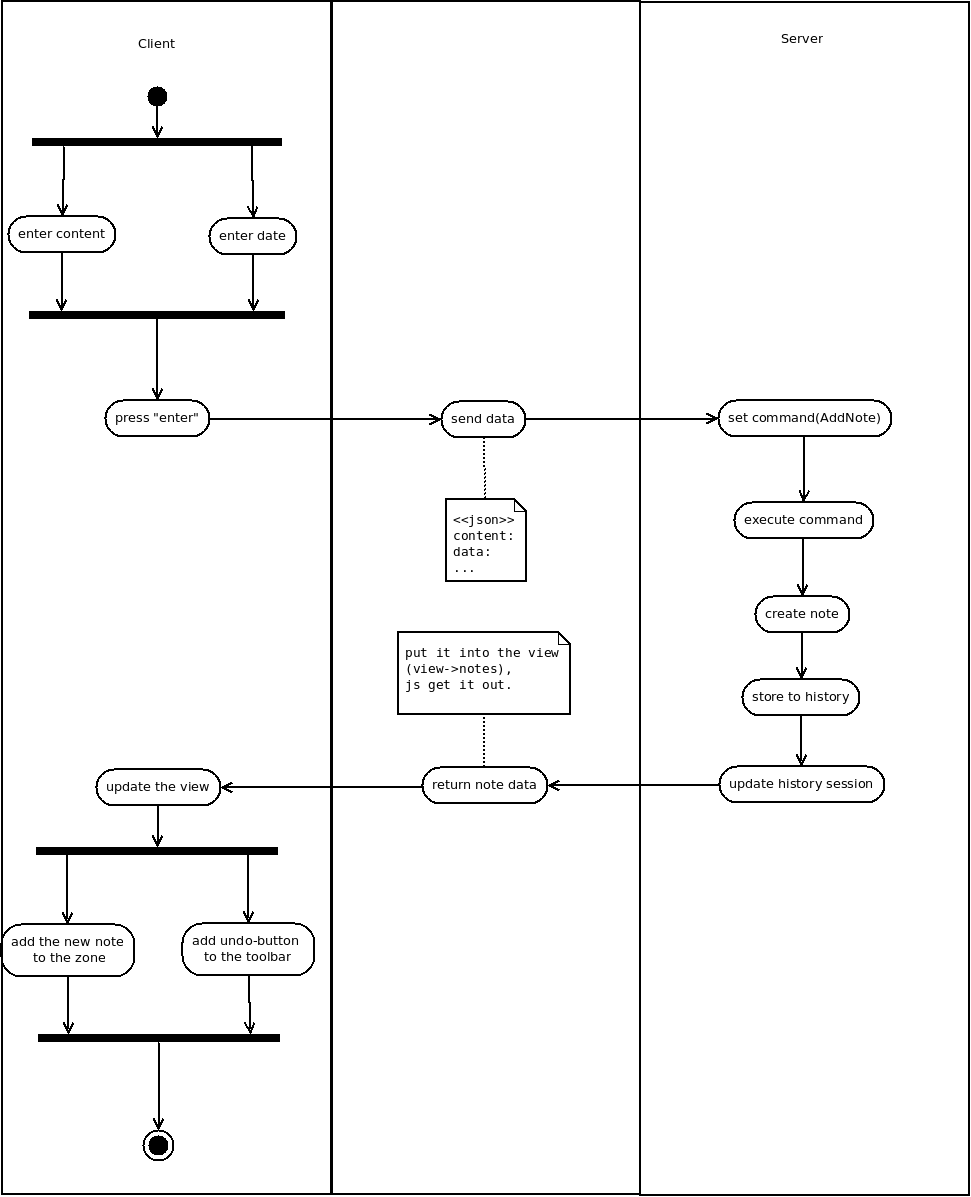 Client
Server
enter content
enter date
press "enter"
send data
set command(AddNote)
<<json>>
content:
data:
...
execute command
create note
put it into the view
(view->notes),
js get it out.
store to history
update the view
return note data
update history session
add the new note
to the zone
add undo-button
to the toolbar